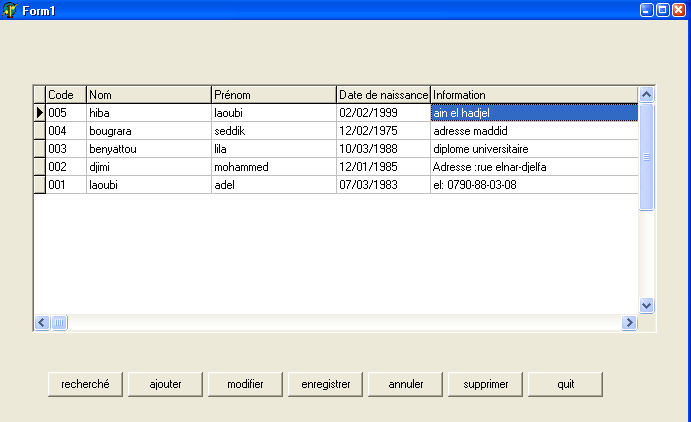 Form1
Code Nom Prénom Date de naissance Information
005 hiba laoubi 02/02/1999 ain el hadjel
004 bougrara seddik 12/02/1975 adresse maddid
003 benyattou lila 10/03/1988 diplome universitaire
002 djimi mohammed 12/01/1985 Adresse :rue elnar-djelfa
001 laoubi adel 07/03/1983 el: 0790-88-03-08
recherché ajouter modifier enregistrer annuler supprimer quit